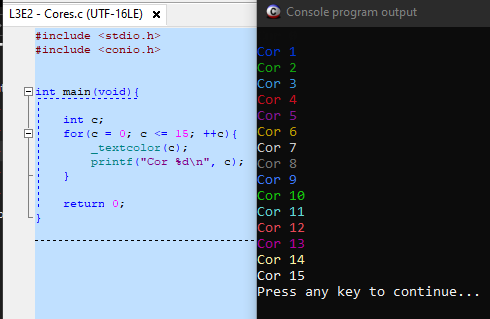 L3E2 - Cores.c (UTF-16LE)
#include <stdio.h>
#include <conio.h>
int main(void){
int c;
for(c = 0; c <= 15; ++c){
_textcolor(c);
printf("Cor %d\n", c);
}
return 0;
}
Console program output
Cor 1
Cor 2
Cor 3
Cor 4
Cor 5
Cor 6
Cor 7
Cor 8
Cor 9
Cor 10
Cor 11
Cor 12
Cor 13
Cor 14
Cor 15
Press any key to continue...